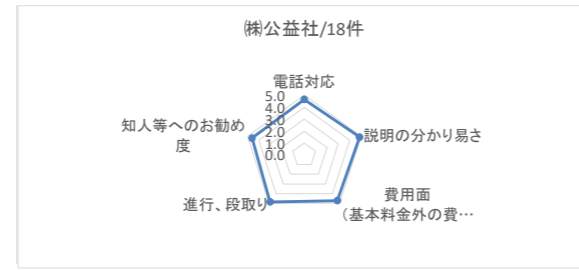 ㈱公益社/18件
電話対応
5.0
4.0
3.0
2.0
1.0
0.0
説明の分かり易さ
費用面
（基本料金外の費…
進行、段取り
知人等へのお勧め
度